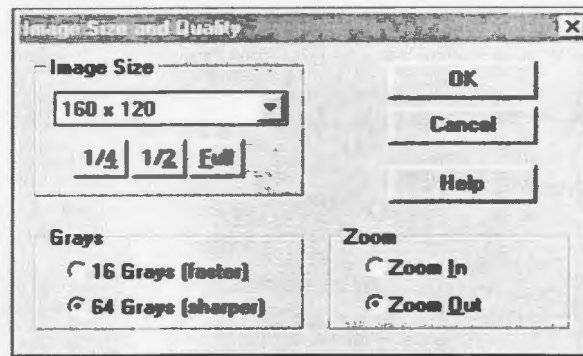 Image Size and Quality
Image Size
160 x 120
1/4 1/2 Full
OK
Cancel
Help
Grays
16 Grays (faster)
64 Grays (sharper)
Zoom
Zoom In
Zoom Out